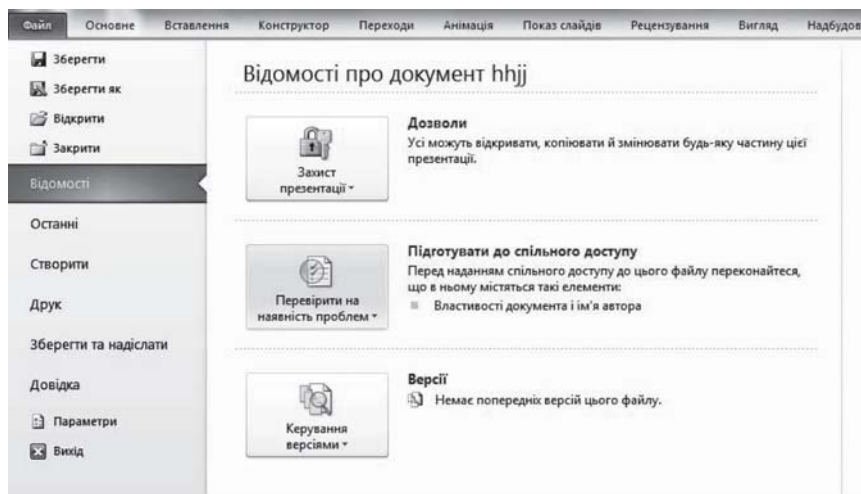 Файл Основне Вставлення Конструктор Переходи Анімація Показ слайдів Рецензування Вигляд Надбудов
Зберегти
Зберегти як
Відкрити
Закрити
Відомості
Останні
Створити
Друк
Зберегти та надіслати
Довідка
Параметри
Вихід
Відомості про документ hhjj
Захист
презентації
Дозволи
Усі можуть відкривати, копіювати й змінювати будь-яку частину цієї
презентації.
Перевірити на
наявність проблем
Підготувати до спільного доступу
Перед наданням спільного доступу до цього файлу переконайтеся,
що в ньому містяться такі елементи:
Властивості документа і ім'я автора
Керування
версіями
Версії
Немає попередніх версій цього файлу.